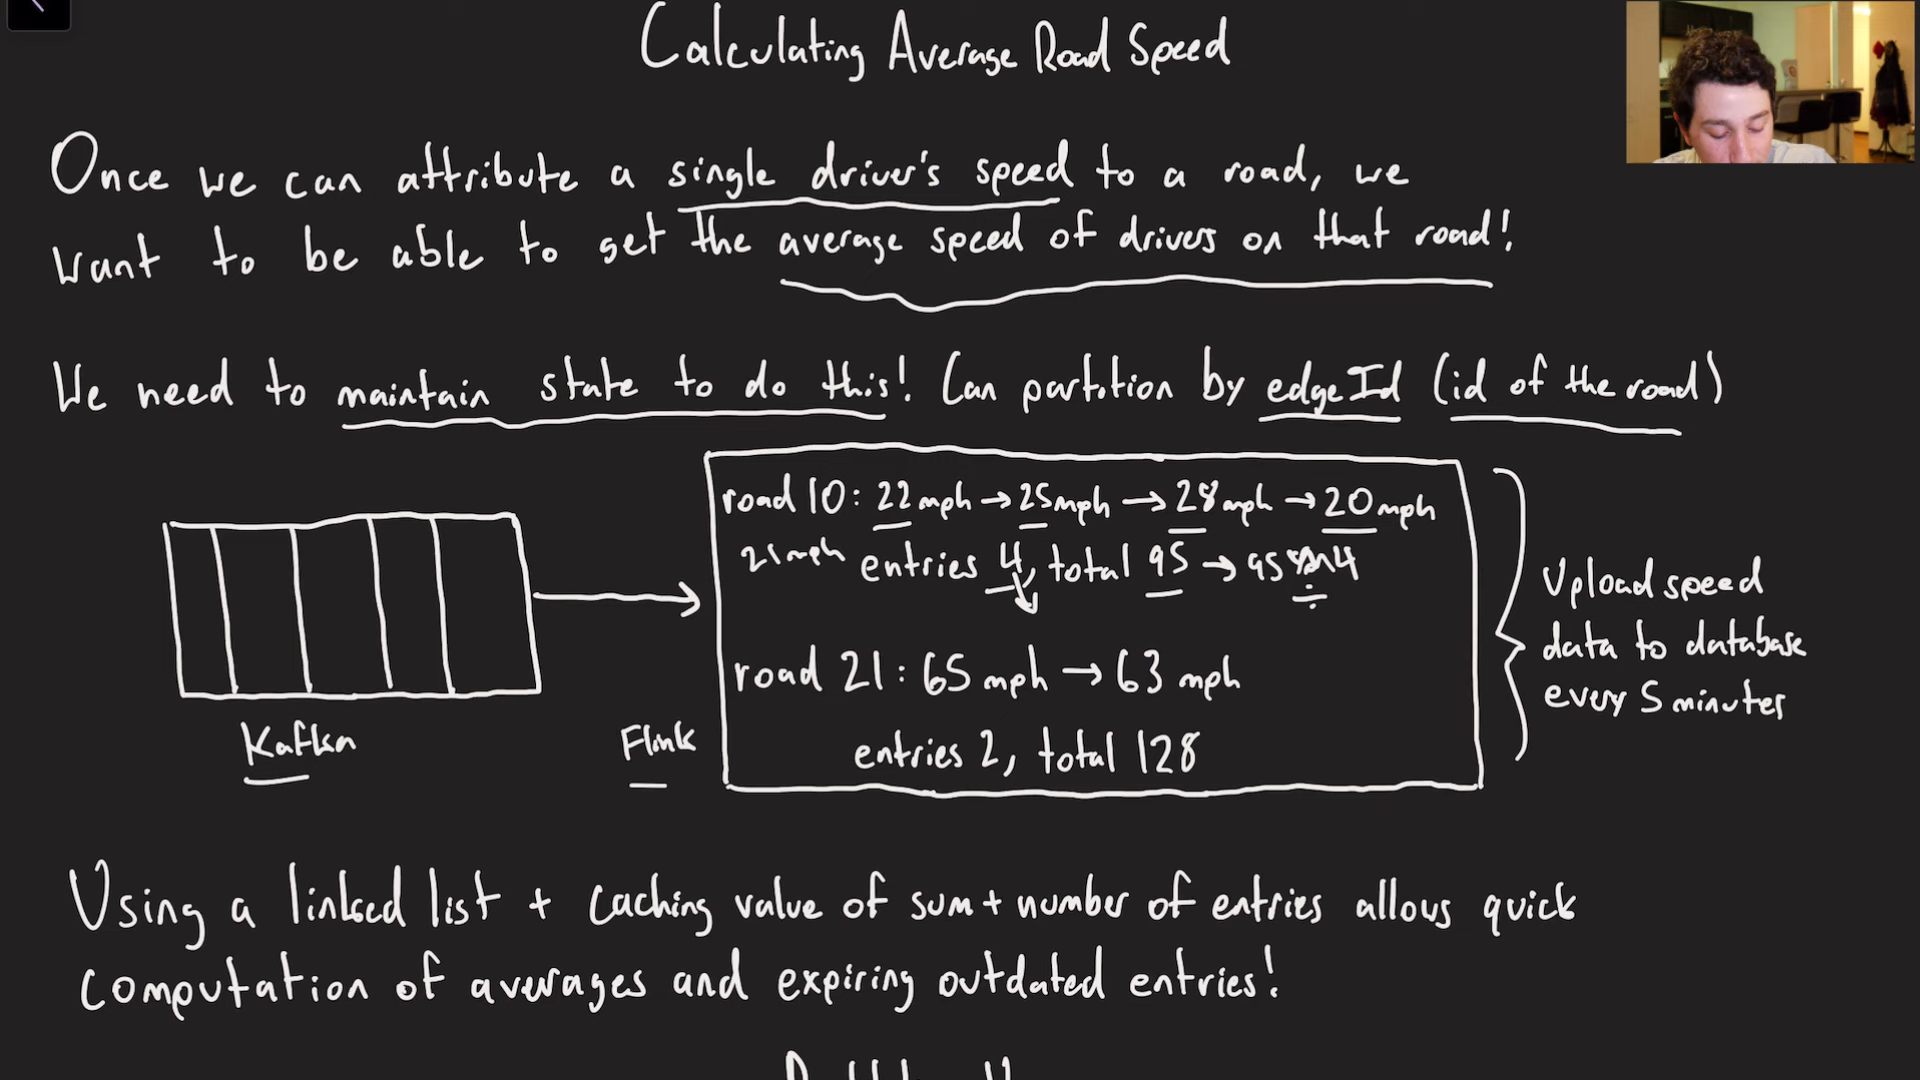 Calculating Average Road Speed
Once we can attribute a single driver's speed to a road, we
want to be able to get the average speed of drivers on that road!
We need to maintain state to do this! Can partition by edgeId (id of the road)
road 10: 22 mph → 25 mph → 28 mph → 20 mph
21 mph entries 4, total 95 → 95 ÷ 4
road 21: 65 mph → 63 mph
entries 2, total 128
Kafka
Flink
Upload speed
data to database
every 5 minutes
Using a linked list + caching value of sum + number of entries allows quick
computation of averages and expiring outdated entries!